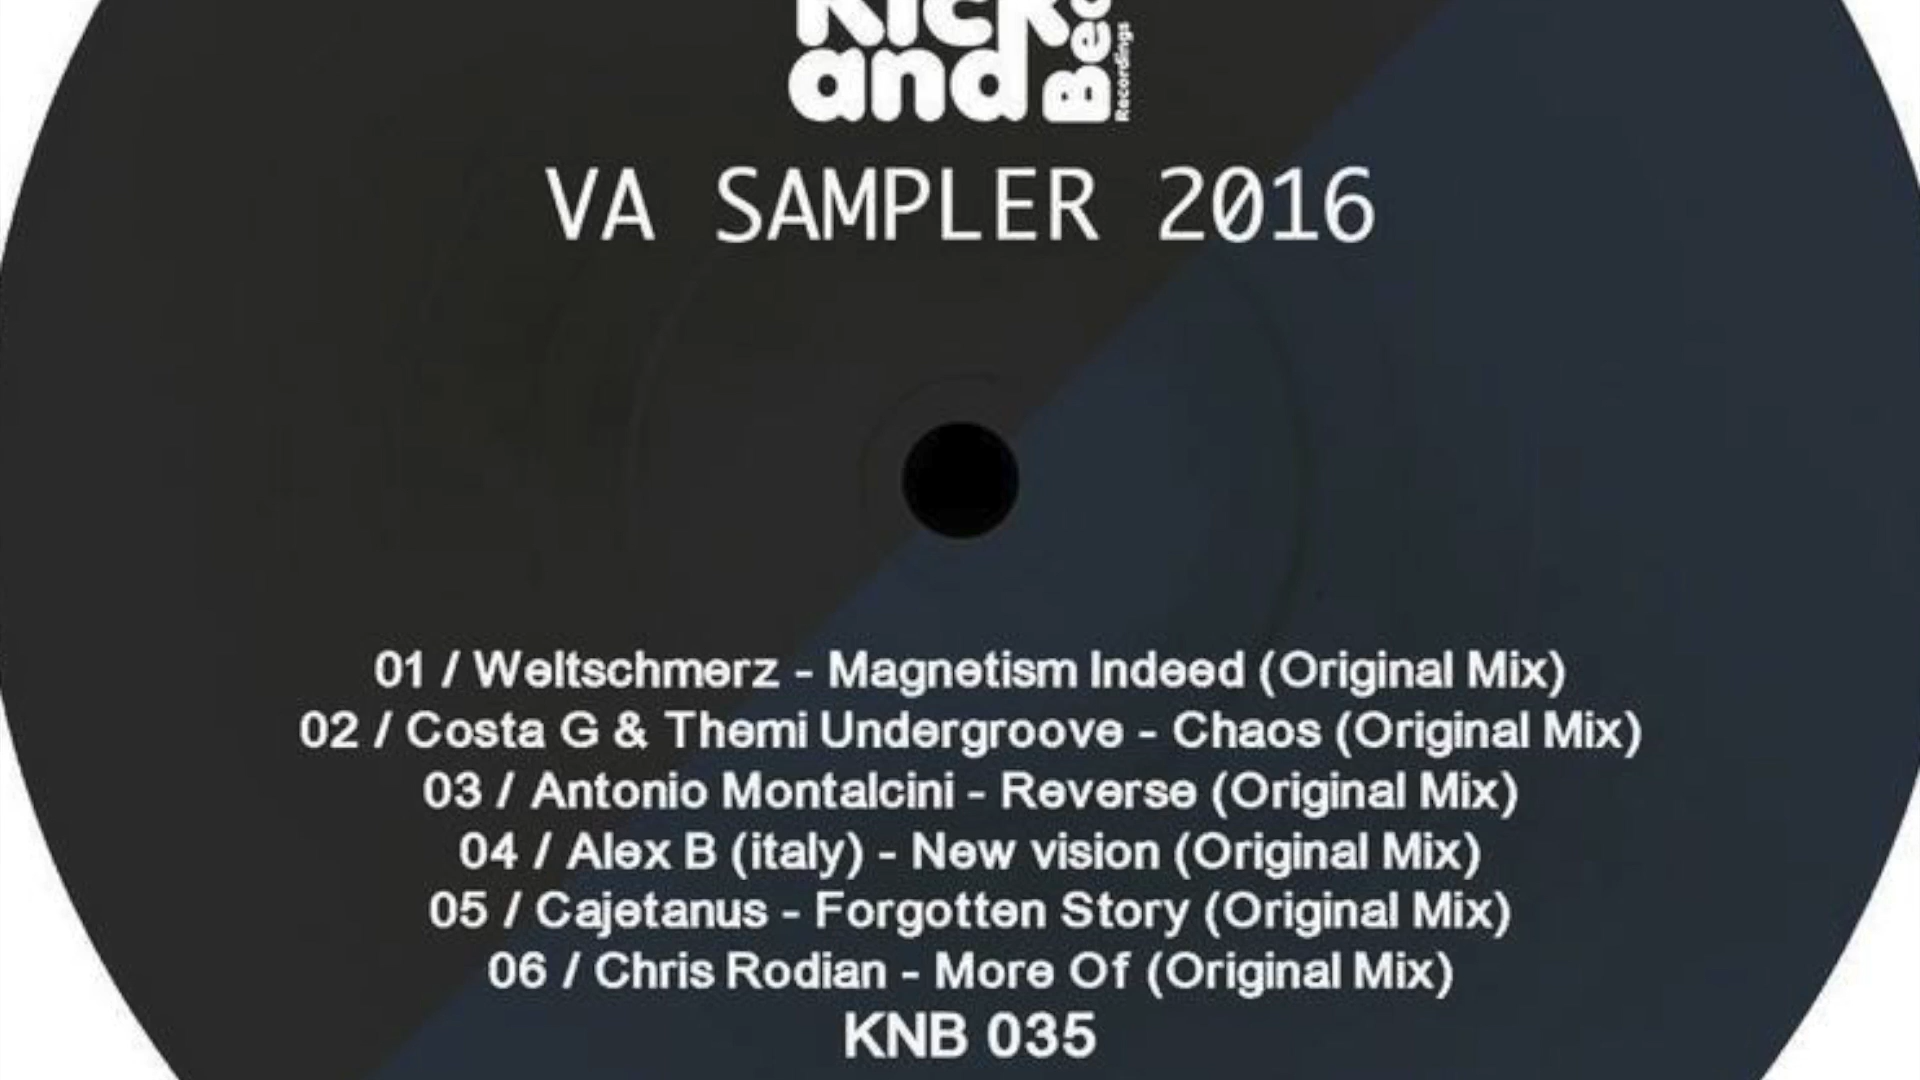 Kick
and
Recordings
VA SAMPLER 2016
01 / Weltschmerz - Magnetism Indeed (Original Mix)
02 / Costa G & Themi Undergroove - Chaos (Original Mix)
03 / Antonio Montalcini - Reverse (Original Mix)
04 / Alex B (italy) - New vision (Original Mix)
05 / Cajetanus - Forgotten Story (Original Mix)
06 / Chris Rodian - More Of (Original Mix)
KNB 035